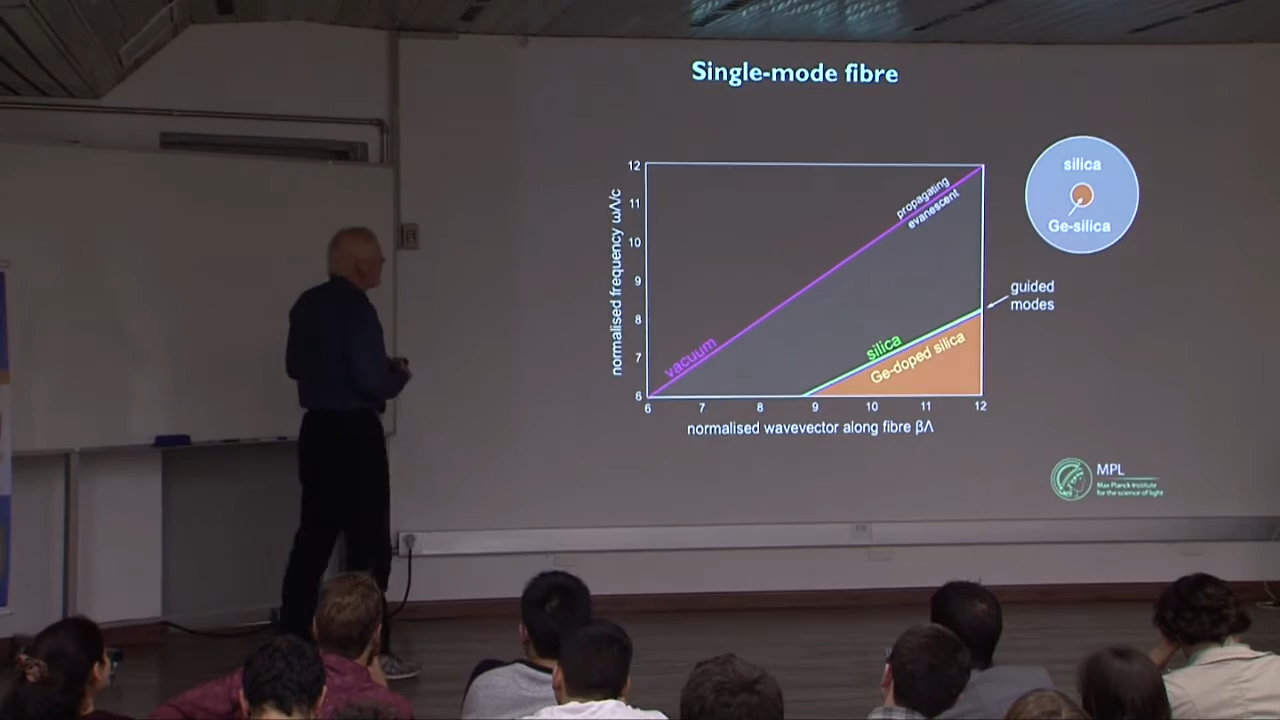 Single-mode fibre
silica
Ge-silica
12
11
10
9
8
7
6
normalised frequency ωΛ/c
propagating
evanescent
vacuum
silica
Ge-doped silica
guided
modes
6 7 8 9 10 11 12
normalised wavevector along fibre βΛ
MPL
Max Planck Institute
for the science of light